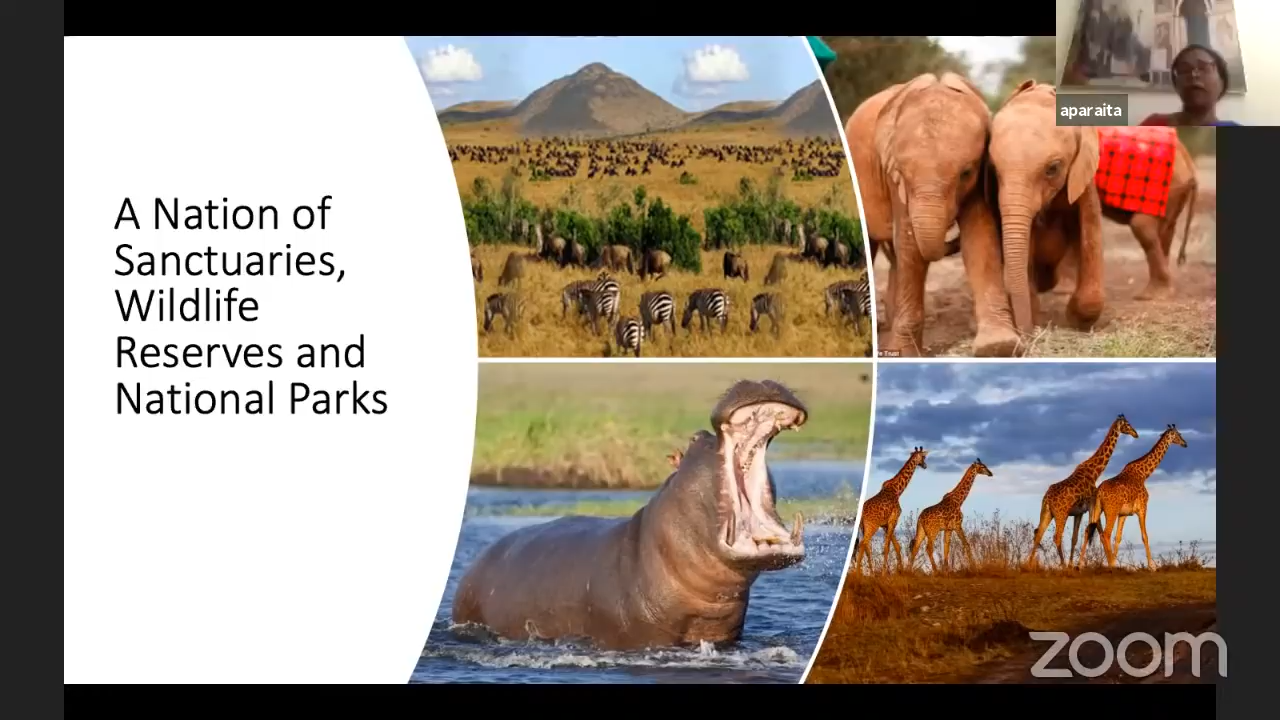 A Nation of
Sanctuaries,
Wildlife
Reserves and
National Parks
aparaita
zoom